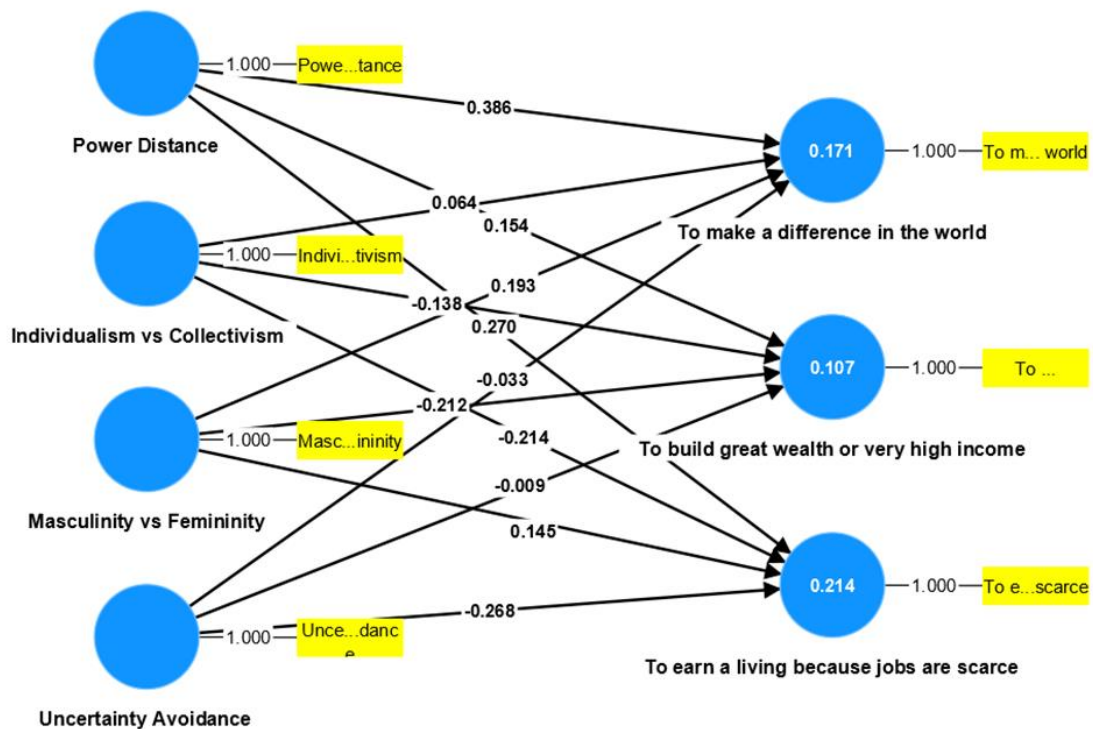 1.000
Powe...tance
Power Distance
0.386
0.171
1.000
To m... world
To make a difference in the world
0.064
0.154
1.000
Indivi...tivism
Individualism vs Collectivism
0.193
-0.138
0.270
0.107
1.000
To ...
To build great wealth or very high income
-0.033
-0.212
-0.214
1.000
Masc...ininity
Masculinity vs Femininity
-0.009
0.145
0.214
1.000
To e...scarce
To earn a living because jobs are scarce
-0.268
1.000
Unce...danc
e
Uncertainty Avoidance